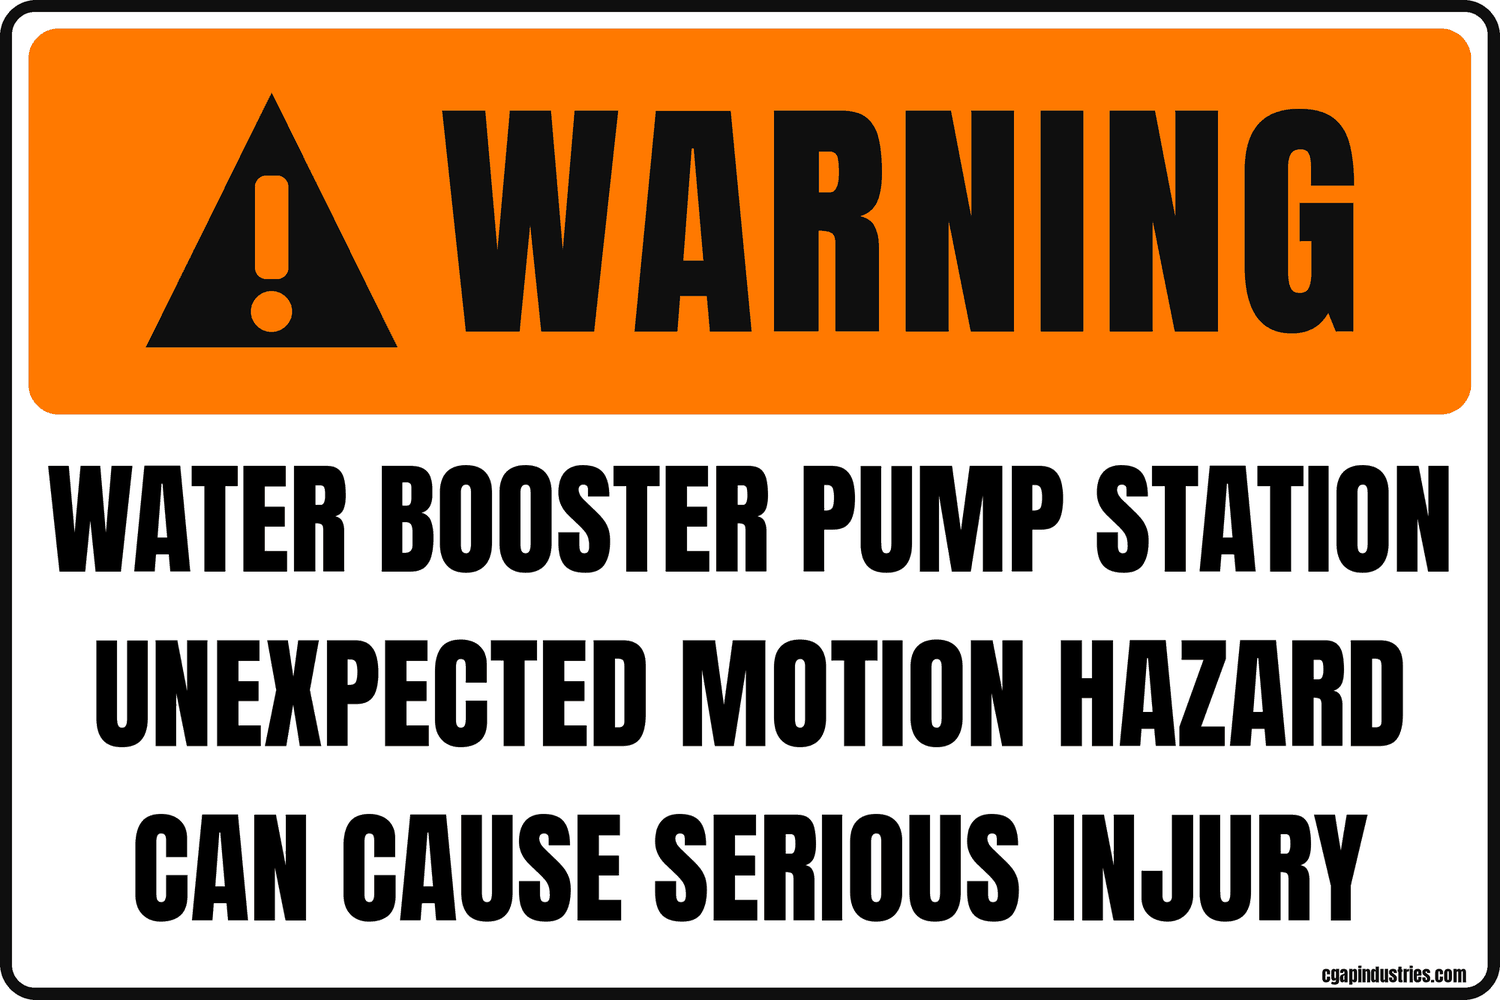 WARNING
WATER BOOSTER PUMP STATION
UNEXPECTED MOTION HAZARD
CAN CAUSE SERIOUS INJURY
cgapindustries.com